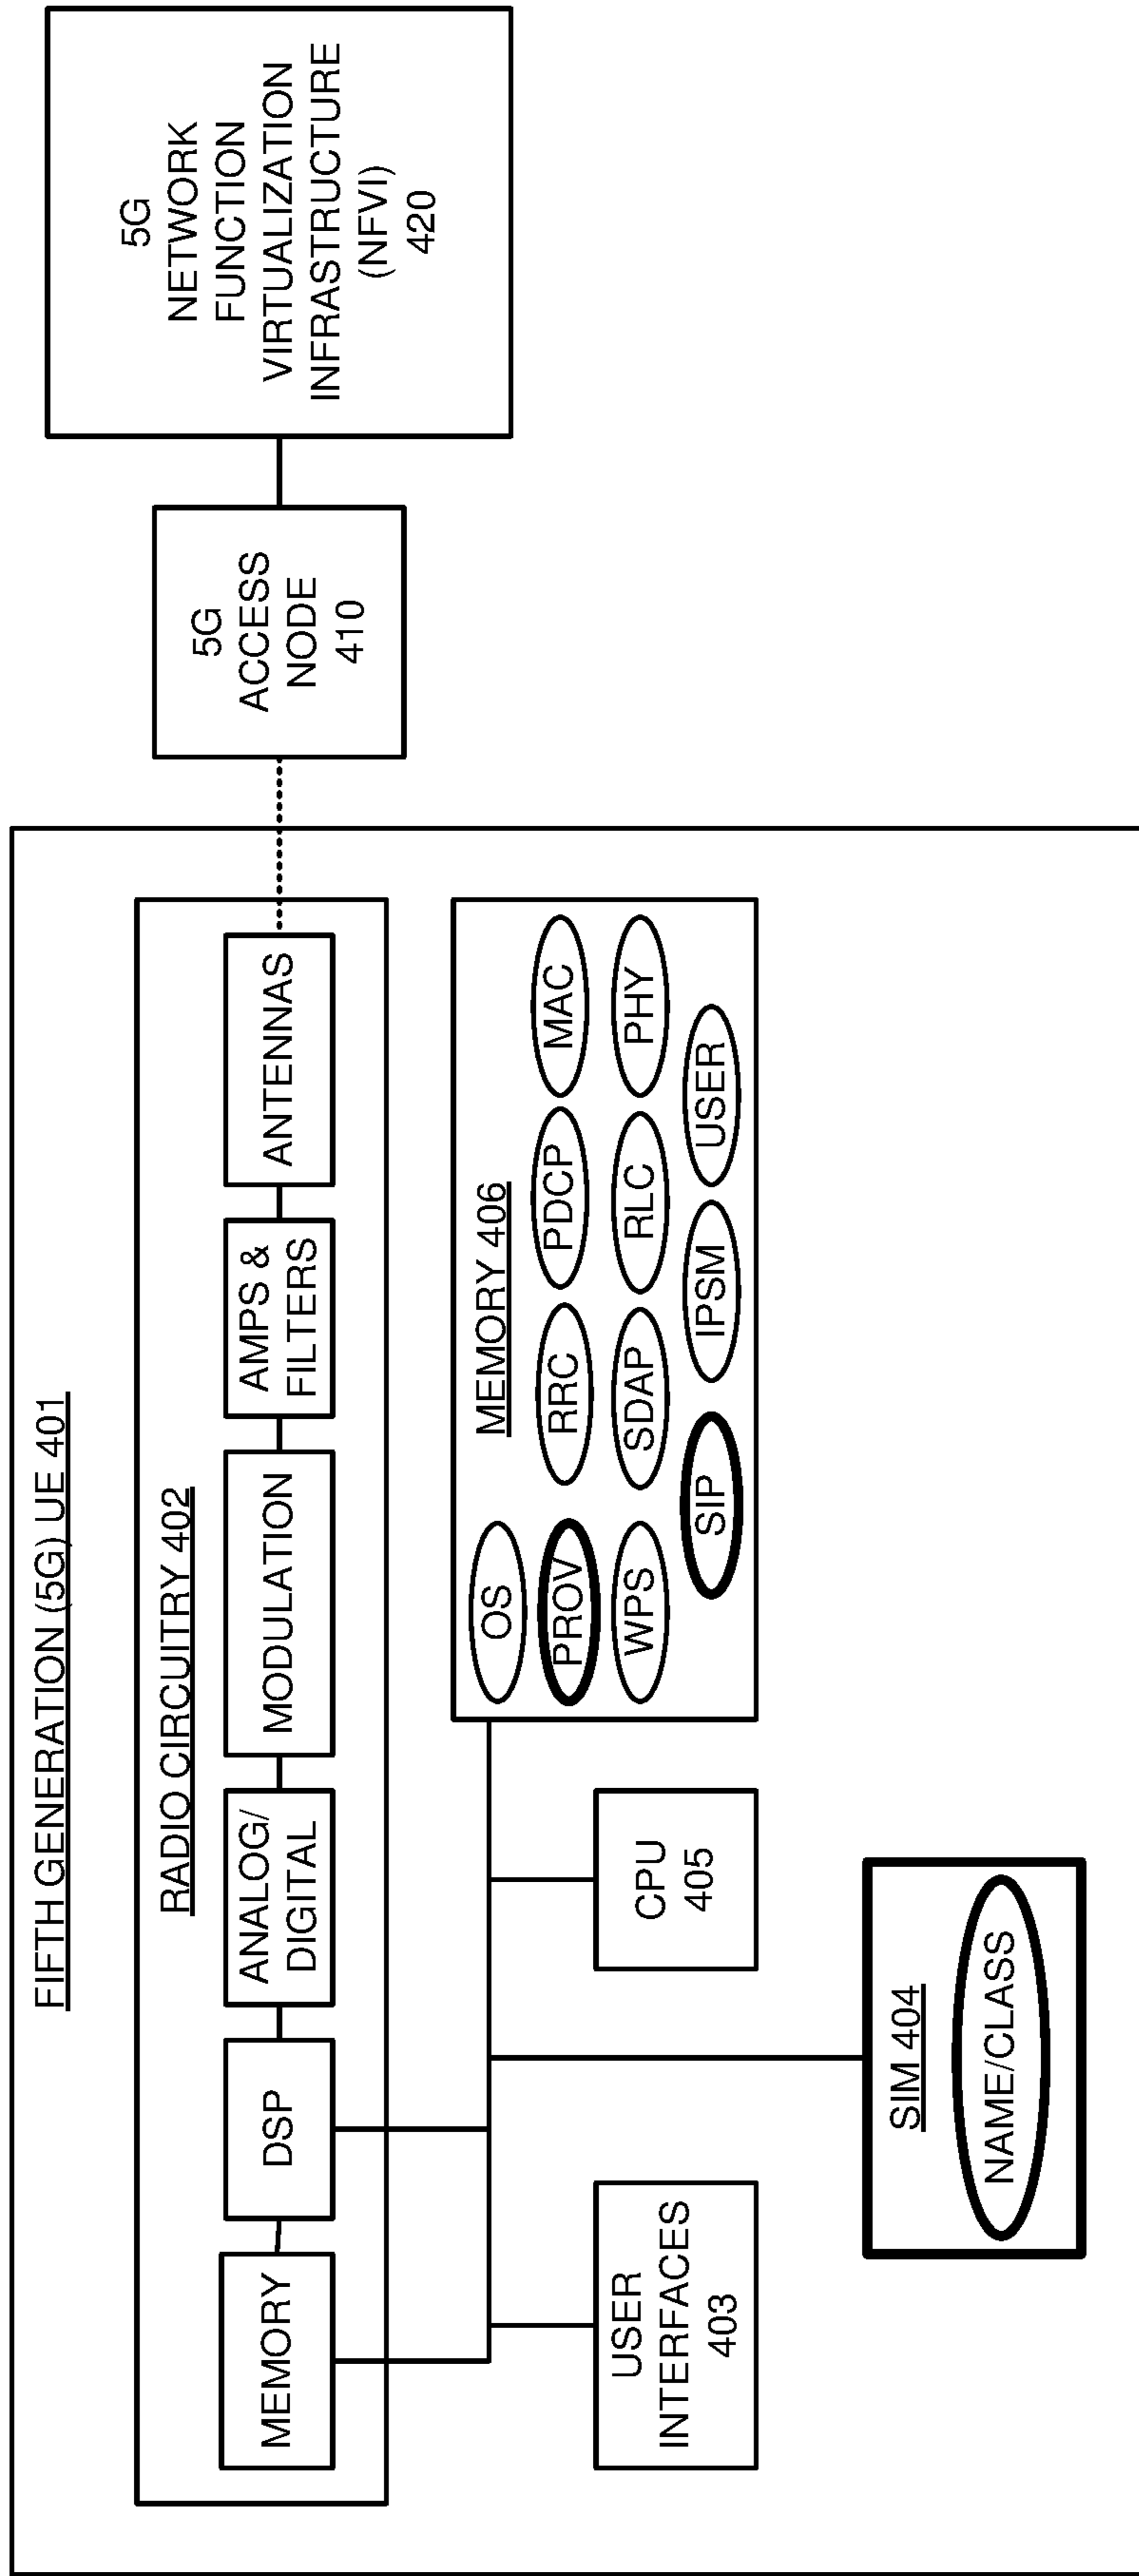 FIFTH GENERATION (5G) UE 401
RADIO CIRCUITRY 402
MEMORY
DSP
ANALOG/
DIGITAL
MODULATION
AMPS &
FILTERS
ANTENNAS
5G
ACCESS
NODE
410
5G
NETWORK
FUNCTION
VIRTUALIZATION
INFRASTRUCTURE
(NFVI)
420
USER
INTERFACES
403
CPU
405
MEMORY 406
OS
PROV
RRC
PDCP
MAC
WPS
SDAP
RLC
PHY
SIP
IPSM
USER
SIM 404
NAME/CLASS